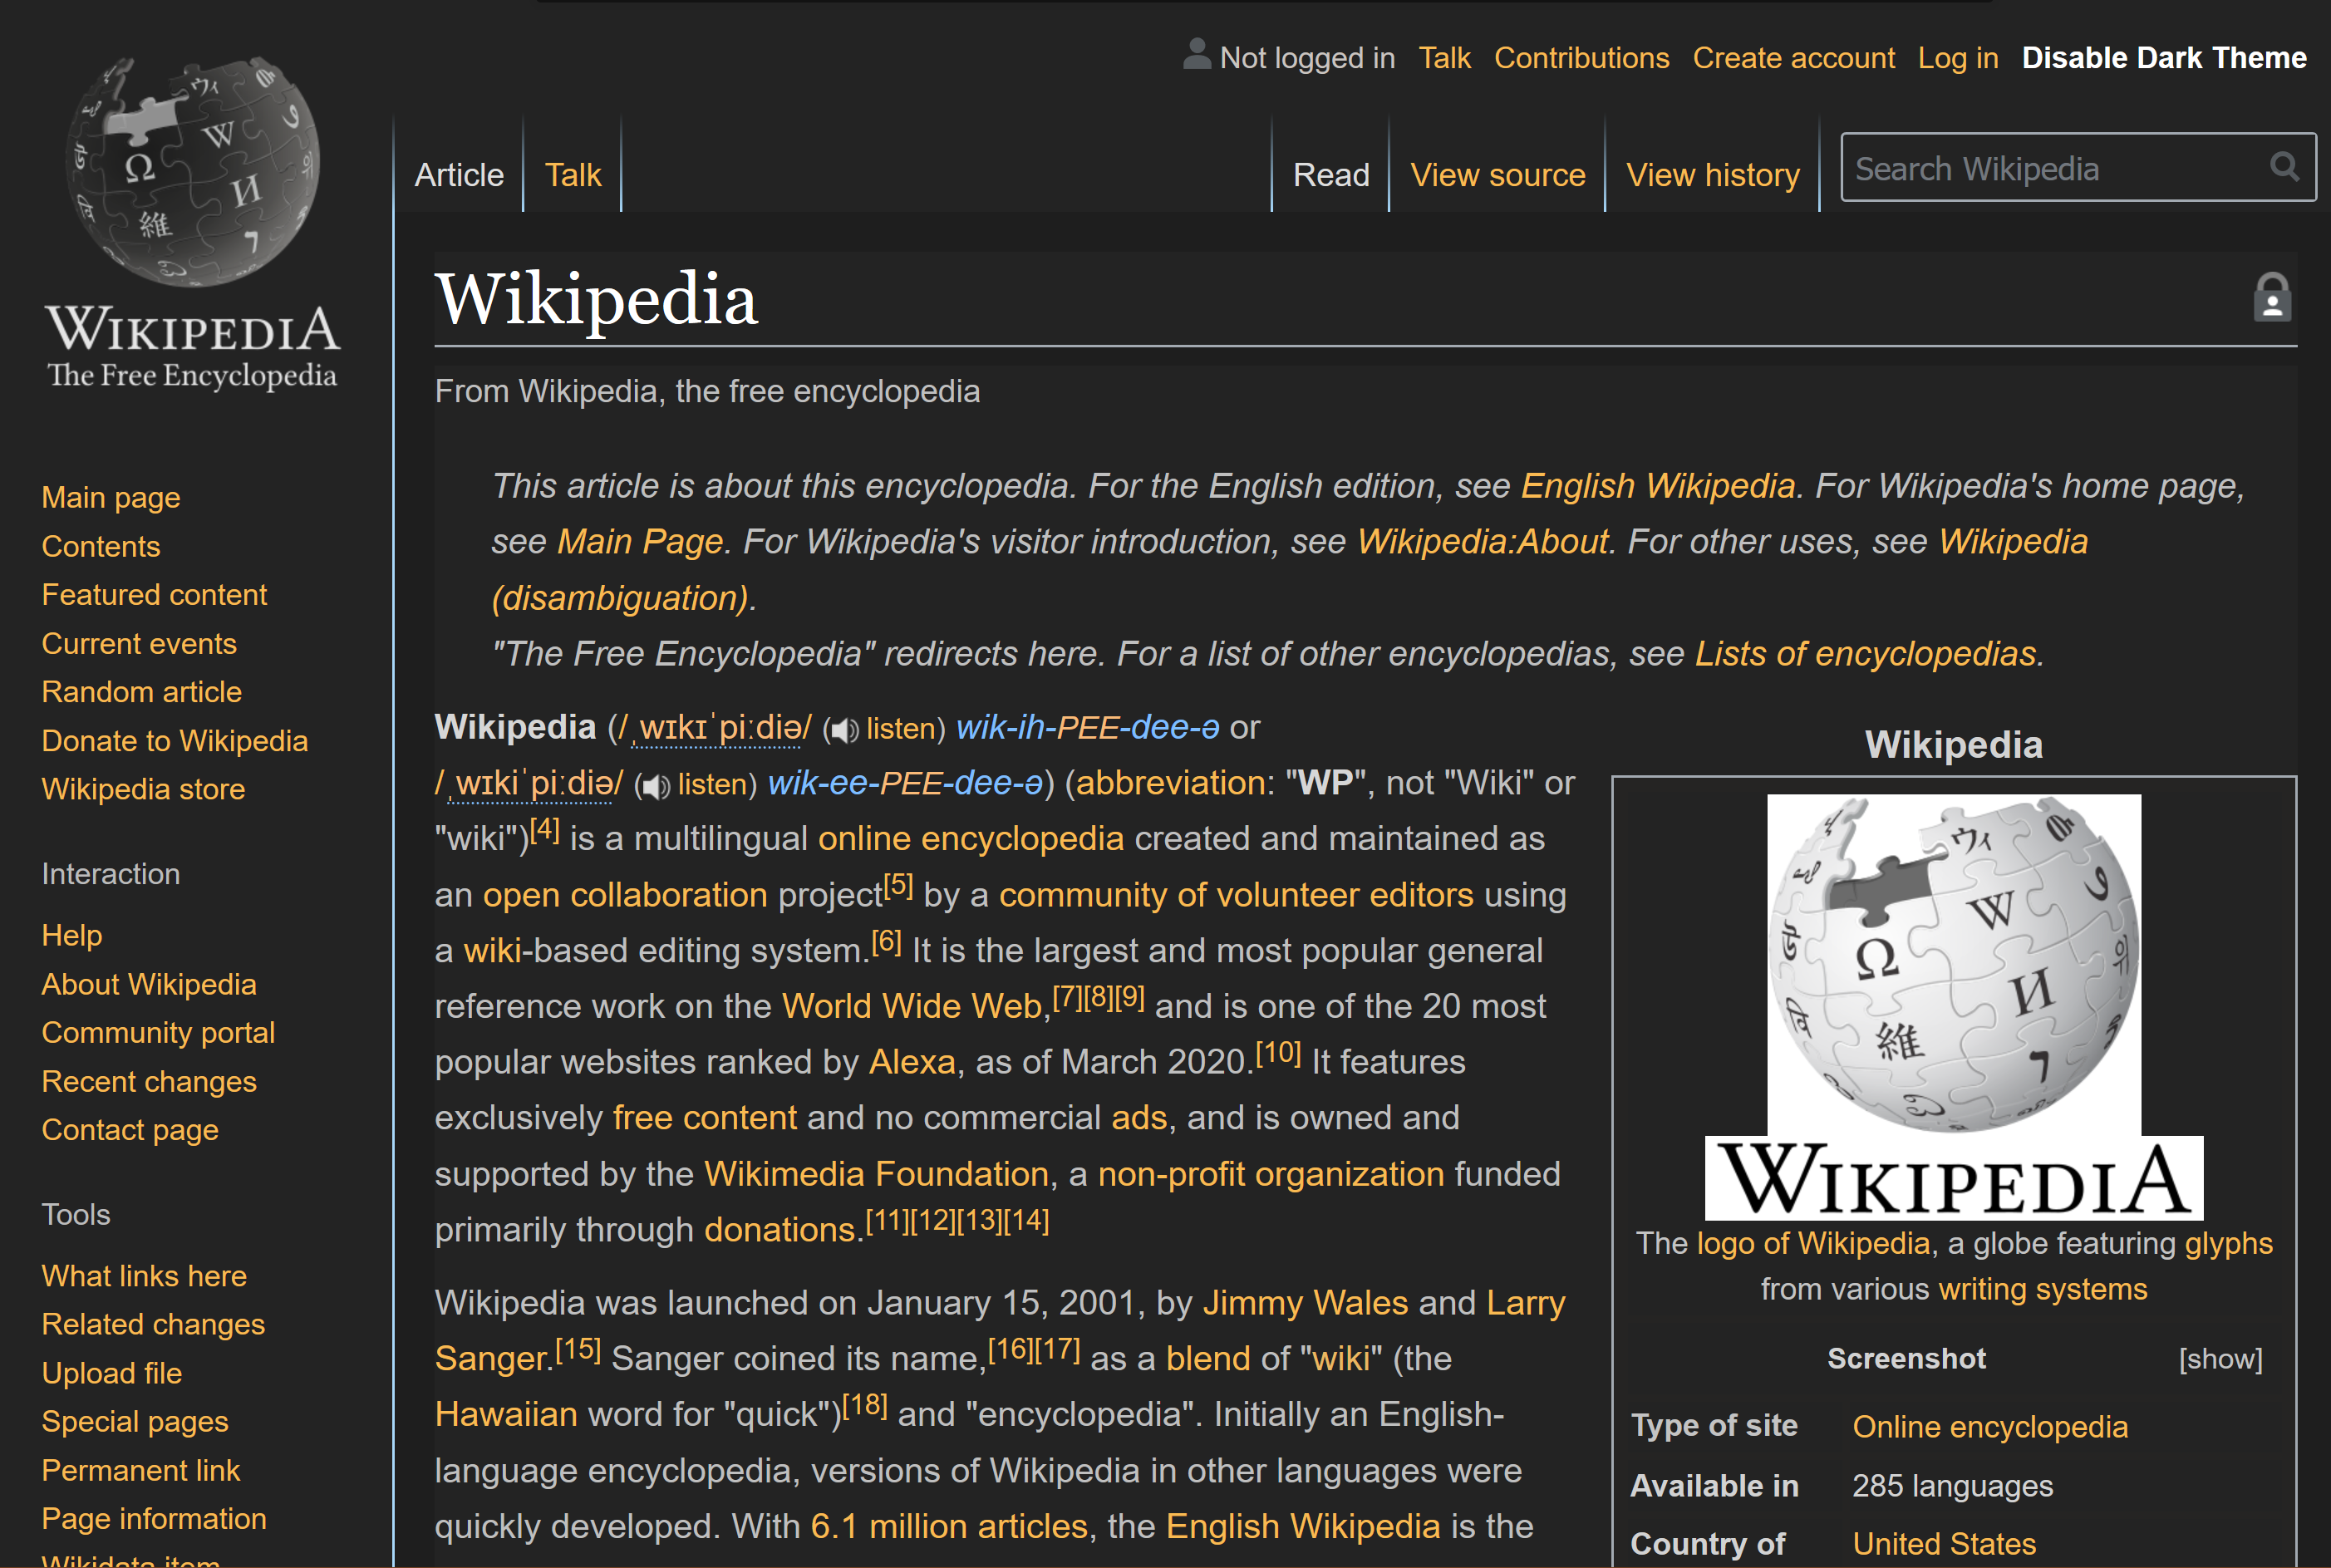 Not logged in Talk Contributions Create account Log in Disable Dark Theme
Article Talk Read View source View history Search Wikipedia
WIKIPEDIA
The Free Encyclopedia
Main page
Contents
Featured content
Current events
Random article
Donate to Wikipedia
Wikipedia store
Interaction
Help
About Wikipedia
Community portal
Recent changes
Contact page
Tools
What links here
Related changes
Upload file
Special pages
Permanent link
Page information
Wikidata item
Wikipedia
From Wikipedia, the free encyclopedia
This article is about this encyclopedia. For the English edition, see English Wikipedia. For Wikipedia's home page,
see Main Page. For Wikipedia's visitor introduction, see Wikipedia:About. For other uses, see Wikipedia
(disambiguation).
"The Free Encyclopedia" redirects here. For a list of other encyclopedias, see Lists of encyclopedias.
Wikipedia (/ˌwɪkɪˈpiːdiə/ (listen) wik-ih-PEE-dee-ə or
/ˌwɪkiˈpiːdiə/ (listen) wik-ee-PEE-dee-ə) (abbreviation: "WP", not "Wiki" or
"wiki")[4] is a multilingual online encyclopedia created and maintained as
an open collaboration project[5] by a community of volunteer editors using
a wiki-based editing system.[6] It is the largest and most popular general
reference work on the World Wide Web,[7][8][9] and is one of the 20 most
popular websites ranked by Alexa, as of March 2020.[10] It features
exclusively free content and no commercial ads, and is owned and
supported by the Wikimedia Foundation, a non-profit organization funded
primarily through donations.[11][12][13][14]
Wikipedia was launched on January 15, 2001, by Jimmy Wales and Larry
Sanger.[15] Sanger coined its name,[16][17] as a blend of "wiki" (the
Hawaiian word for "quick")[18] and "encyclopedia". Initially an English-
language encyclopedia, versions of Wikipedia in other languages were
quickly developed. With 6.1 million articles, the English Wikipedia is the
Wikipedia
Ω W И 維 ウィ 7
WIKIPEDIA
The logo of Wikipedia, a globe featuring glyphs
from various writing systems
Screenshot [show]
Type of site Online encyclopedia
Available in 285 languages
Country of United States